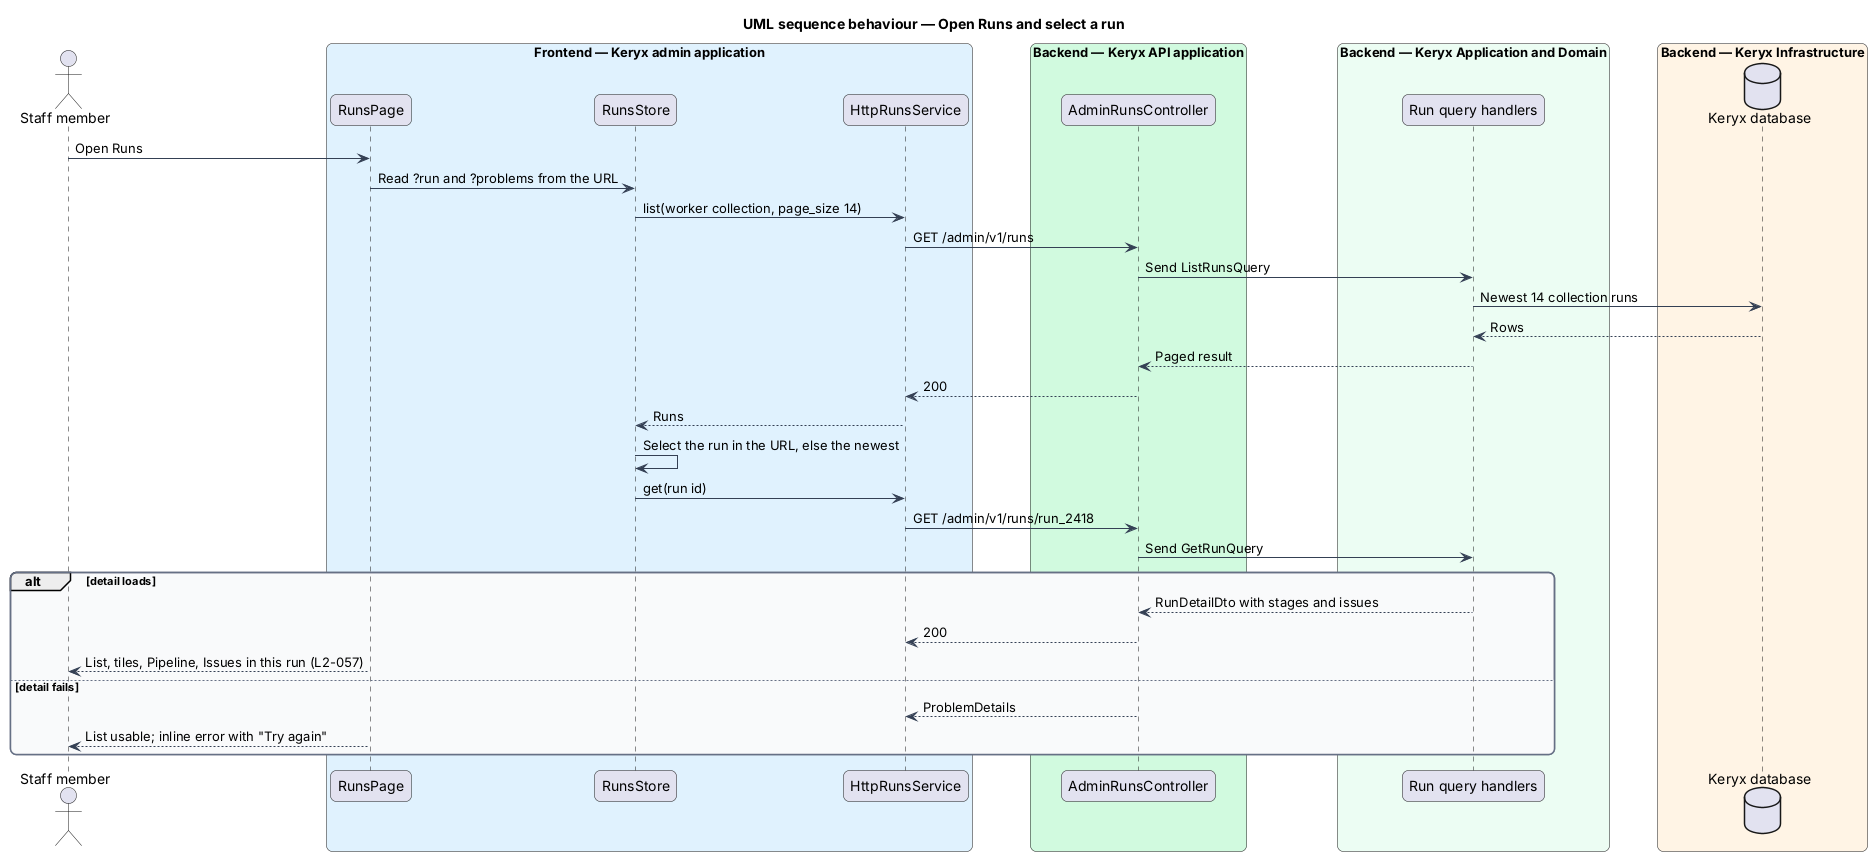 UML sequence behaviour — Open Runs and select a run
Frontend — Keryx admin application
Backend — Keryx API application
Backend — Keryx Application and Domain
Backend — Keryx Infrastructure
Staff member
RunsPage
RunsStore
HttpRunsService
AdminRunsController
Run query handlers
Keryx database
Open Runs
Read ?run and ?problems from the URL
list(worker collection, page_size 14)
GET /admin/v1/runs
Send ListRunsQuery
Newest 14 collection runs
Rows
Paged result
200
Runs
Select the run in the URL, else the newest
get(run id)
GET /admin/v1/runs/run_2418
Send GetRunQuery
alt
[detail loads]
RunDetailDto with stages and issues
200
List, tiles, Pipeline, Issues in this run (L2-057)
[detail fails]
ProblemDetails
List usable; inline error with "Try again"
Staff member
RunsPage
RunsStore
HttpRunsService
AdminRunsController
Run query handlers
Keryx database